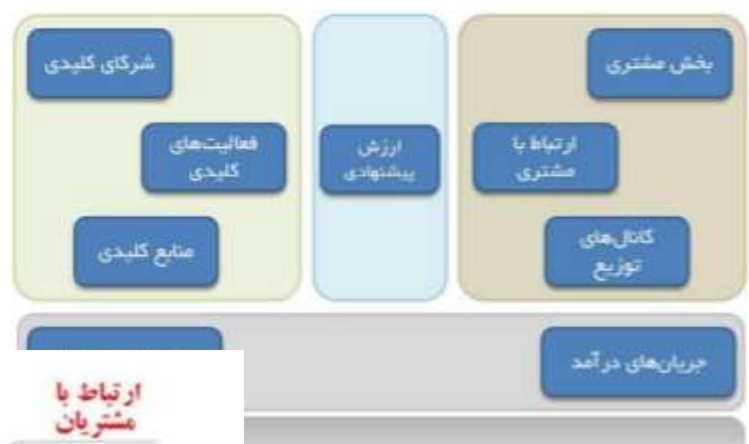 بخش مشتری
شرکای کلیدی
ارتباط با
مشتری
ارزش
پیشنهادی
فعالیت‌های
کلیدی
کانال‌های
توزیع
منابع کلیدی
جریان‌های درآمد
ارتباط با
مشتریان